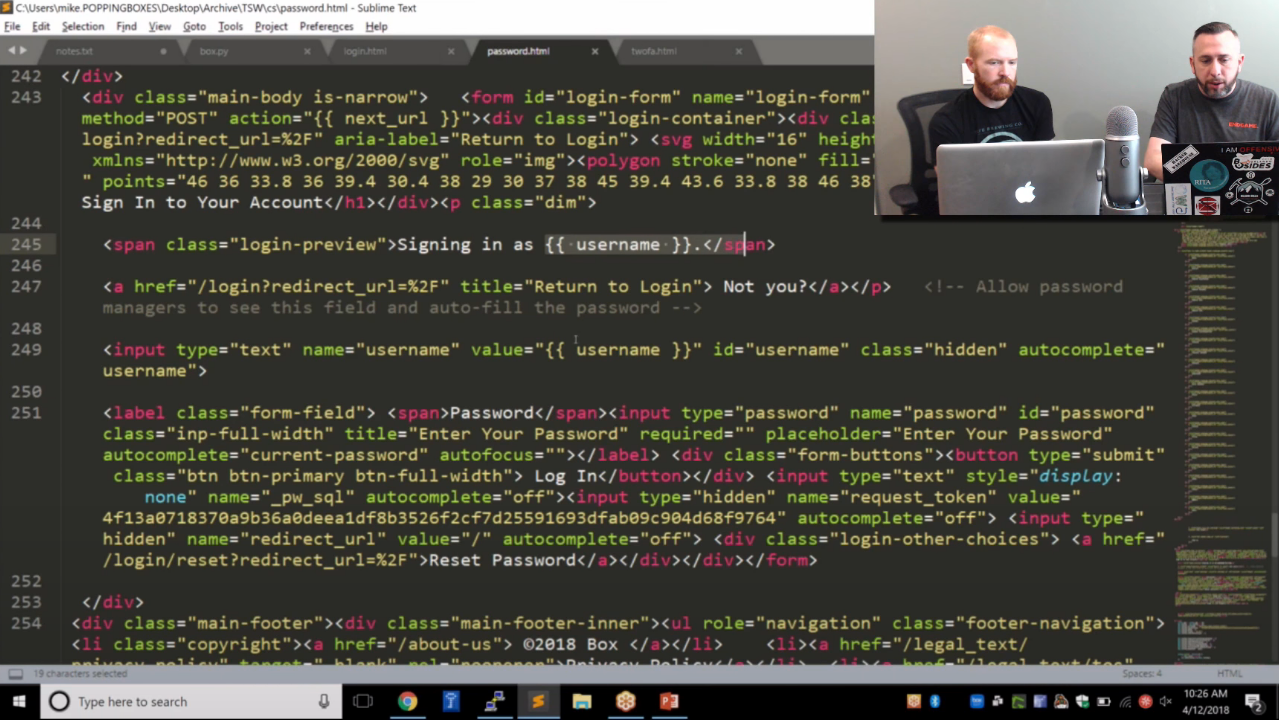 C:\Users\mike.POPPINGBOXES\Desktop\Archive\TSW\cs\password.html - Sublime Text
File Edit Selection Find View Goto Tools Project Preferences Help
notes.txt box.py login.html password.html twofa.html
242 </div>
243 <div class="main-body is-narrow"> <form id="login-form" name="login-form"
method="POST" action="{{ next_url }}"><div class="login-container"><div
login?redirect_url=%2F" aria-label="Return to Login"> <svg width="16"
xmlns="http://www.w3.org/2000/svg" role="img"><polygon stroke="none" fill=
" points="46 36 33.8 36 39.4 30.4 38 29 30 37 38 45 39.4 43.6 33.8 38 46 38"
Sign In to Your Account</h1></div><p class="dim">
244
245 <span class="login-preview">Signing in as {{ username }}.</span>
246
247 <a href="/login?redirect_url=%2F" title="Return to Login"> Not you?</a></p> <!-- Allow password
managers to see this field and auto-fill the password -->
248
249 <input type="text" name="username" value="{{ username }}" id="username" class="hidden" autocomplete="
username">
250
251 <label class="form-field"> <span>Password</span><input type="password" name="password" id="password"
class="inp-full-width" title="Enter Your Password" required="" placeholder="Enter Your Password"
autocomplete="current-password" autofocus=""></label> <div class="form-buttons"><button type="submit"
class="btn btn-primary btn-full-width"> Log In</button></div> <input type="text" style="display:
none" name="_pw_sql" autocomplete="off"><input type="hidden" name="request_token" value="
4f13a0718370a9b36a0deea1df8b3526f2cf7d25591693dfab09c904d68f9764" autocomplete="off"> <input type="
hidden" name="redirect_url" value="/" autocomplete="off"> <div class="login-other-choices"> <a href="
/login/reset?redirect_url=%2F">Reset Password</a></div></div></form>
252
253 </div>
254 <div class="main-footer"><div class="main-footer-inner"><ul role="navigation" class="footer-navigation">
<li class="copyright"><a href="/about-us"> ©2018 Box </a></li> <li><a href="/legal_text/
19 characters selected
Spaces: 4
HTML
Type here to search
10:26 AM
4/12/2018
I AM OFFENSIVE
BSIDES
RITA